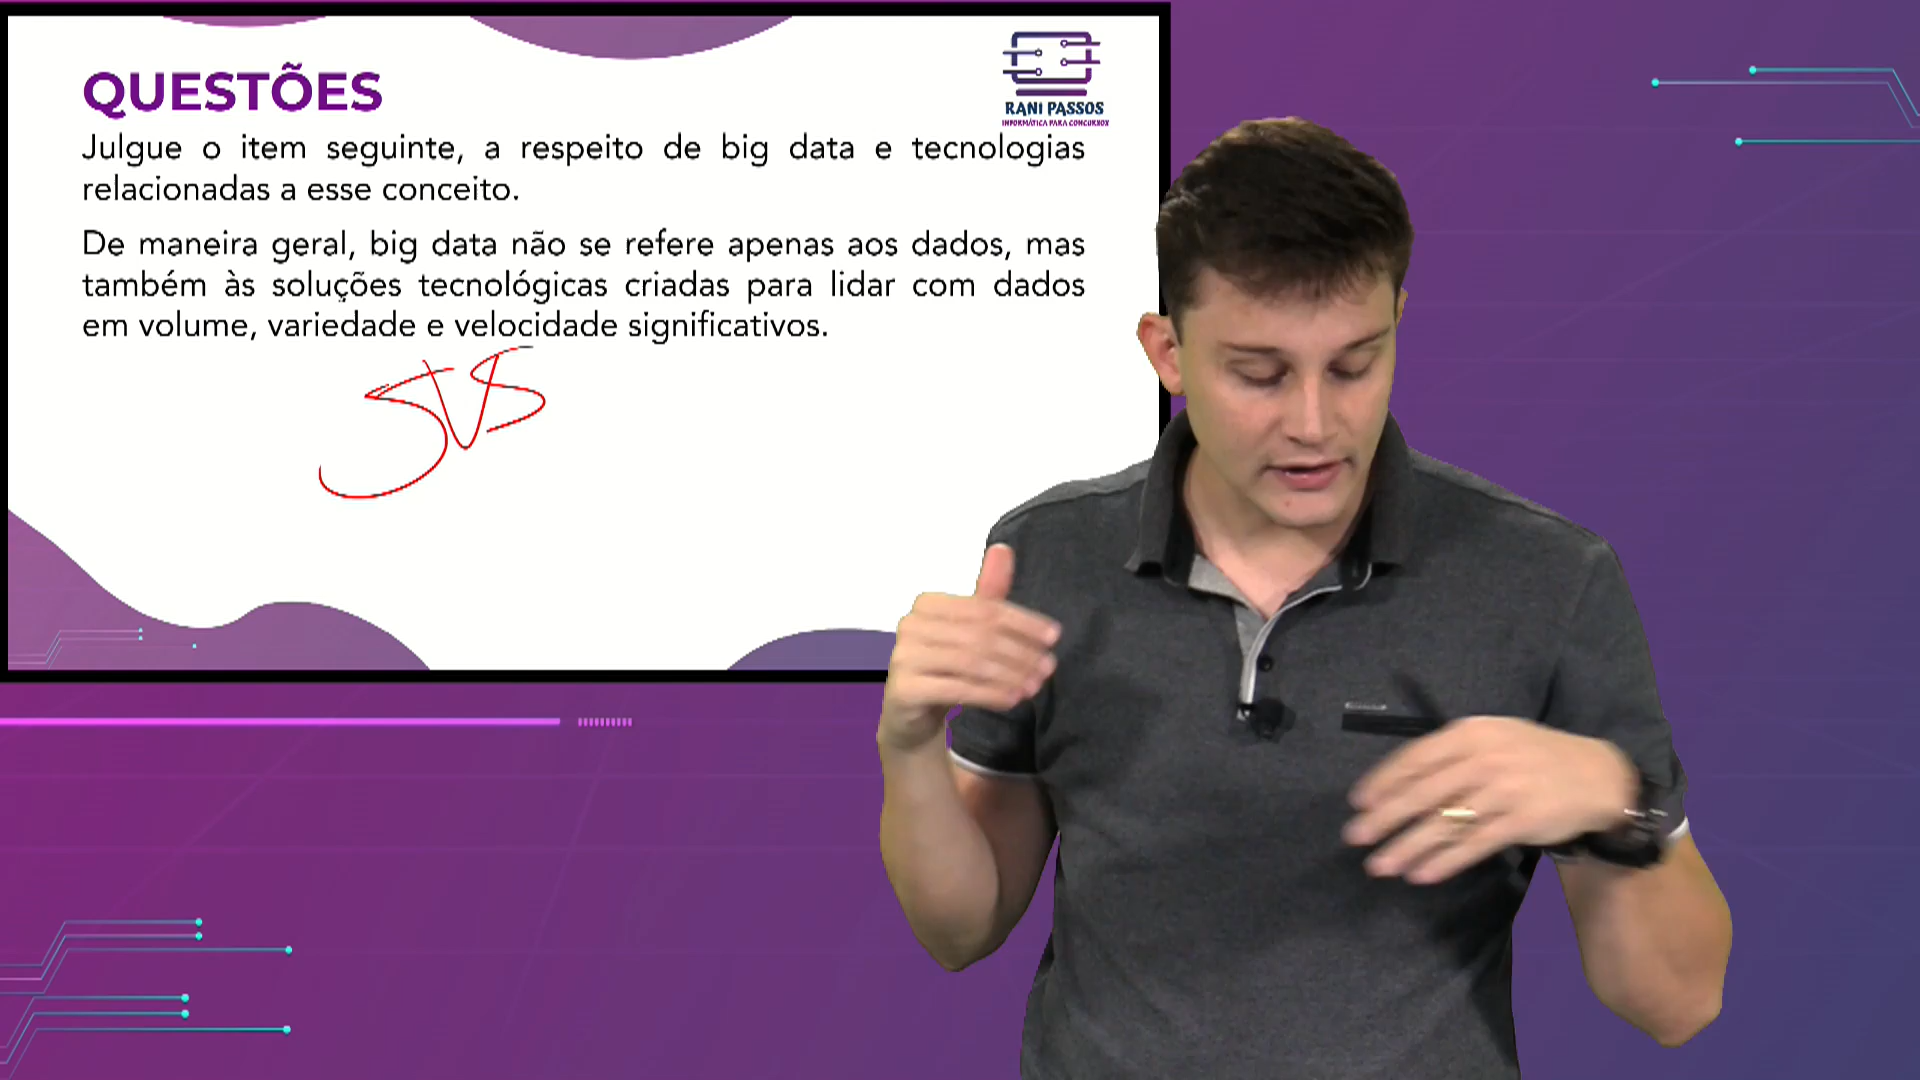 QUESTÕES
RANI PASSOS
INFORMÁTICA PARA CONCURSOS
Julgue o item seguinte, a respeito de big data e tecnologias
relacionadas a esse conceito.
De maneira geral, big data não se refere apenas aos dados, mas
também às soluções tecnológicas criadas para lidar com dados
em volume, variedade e velocidade significativos.
SUS